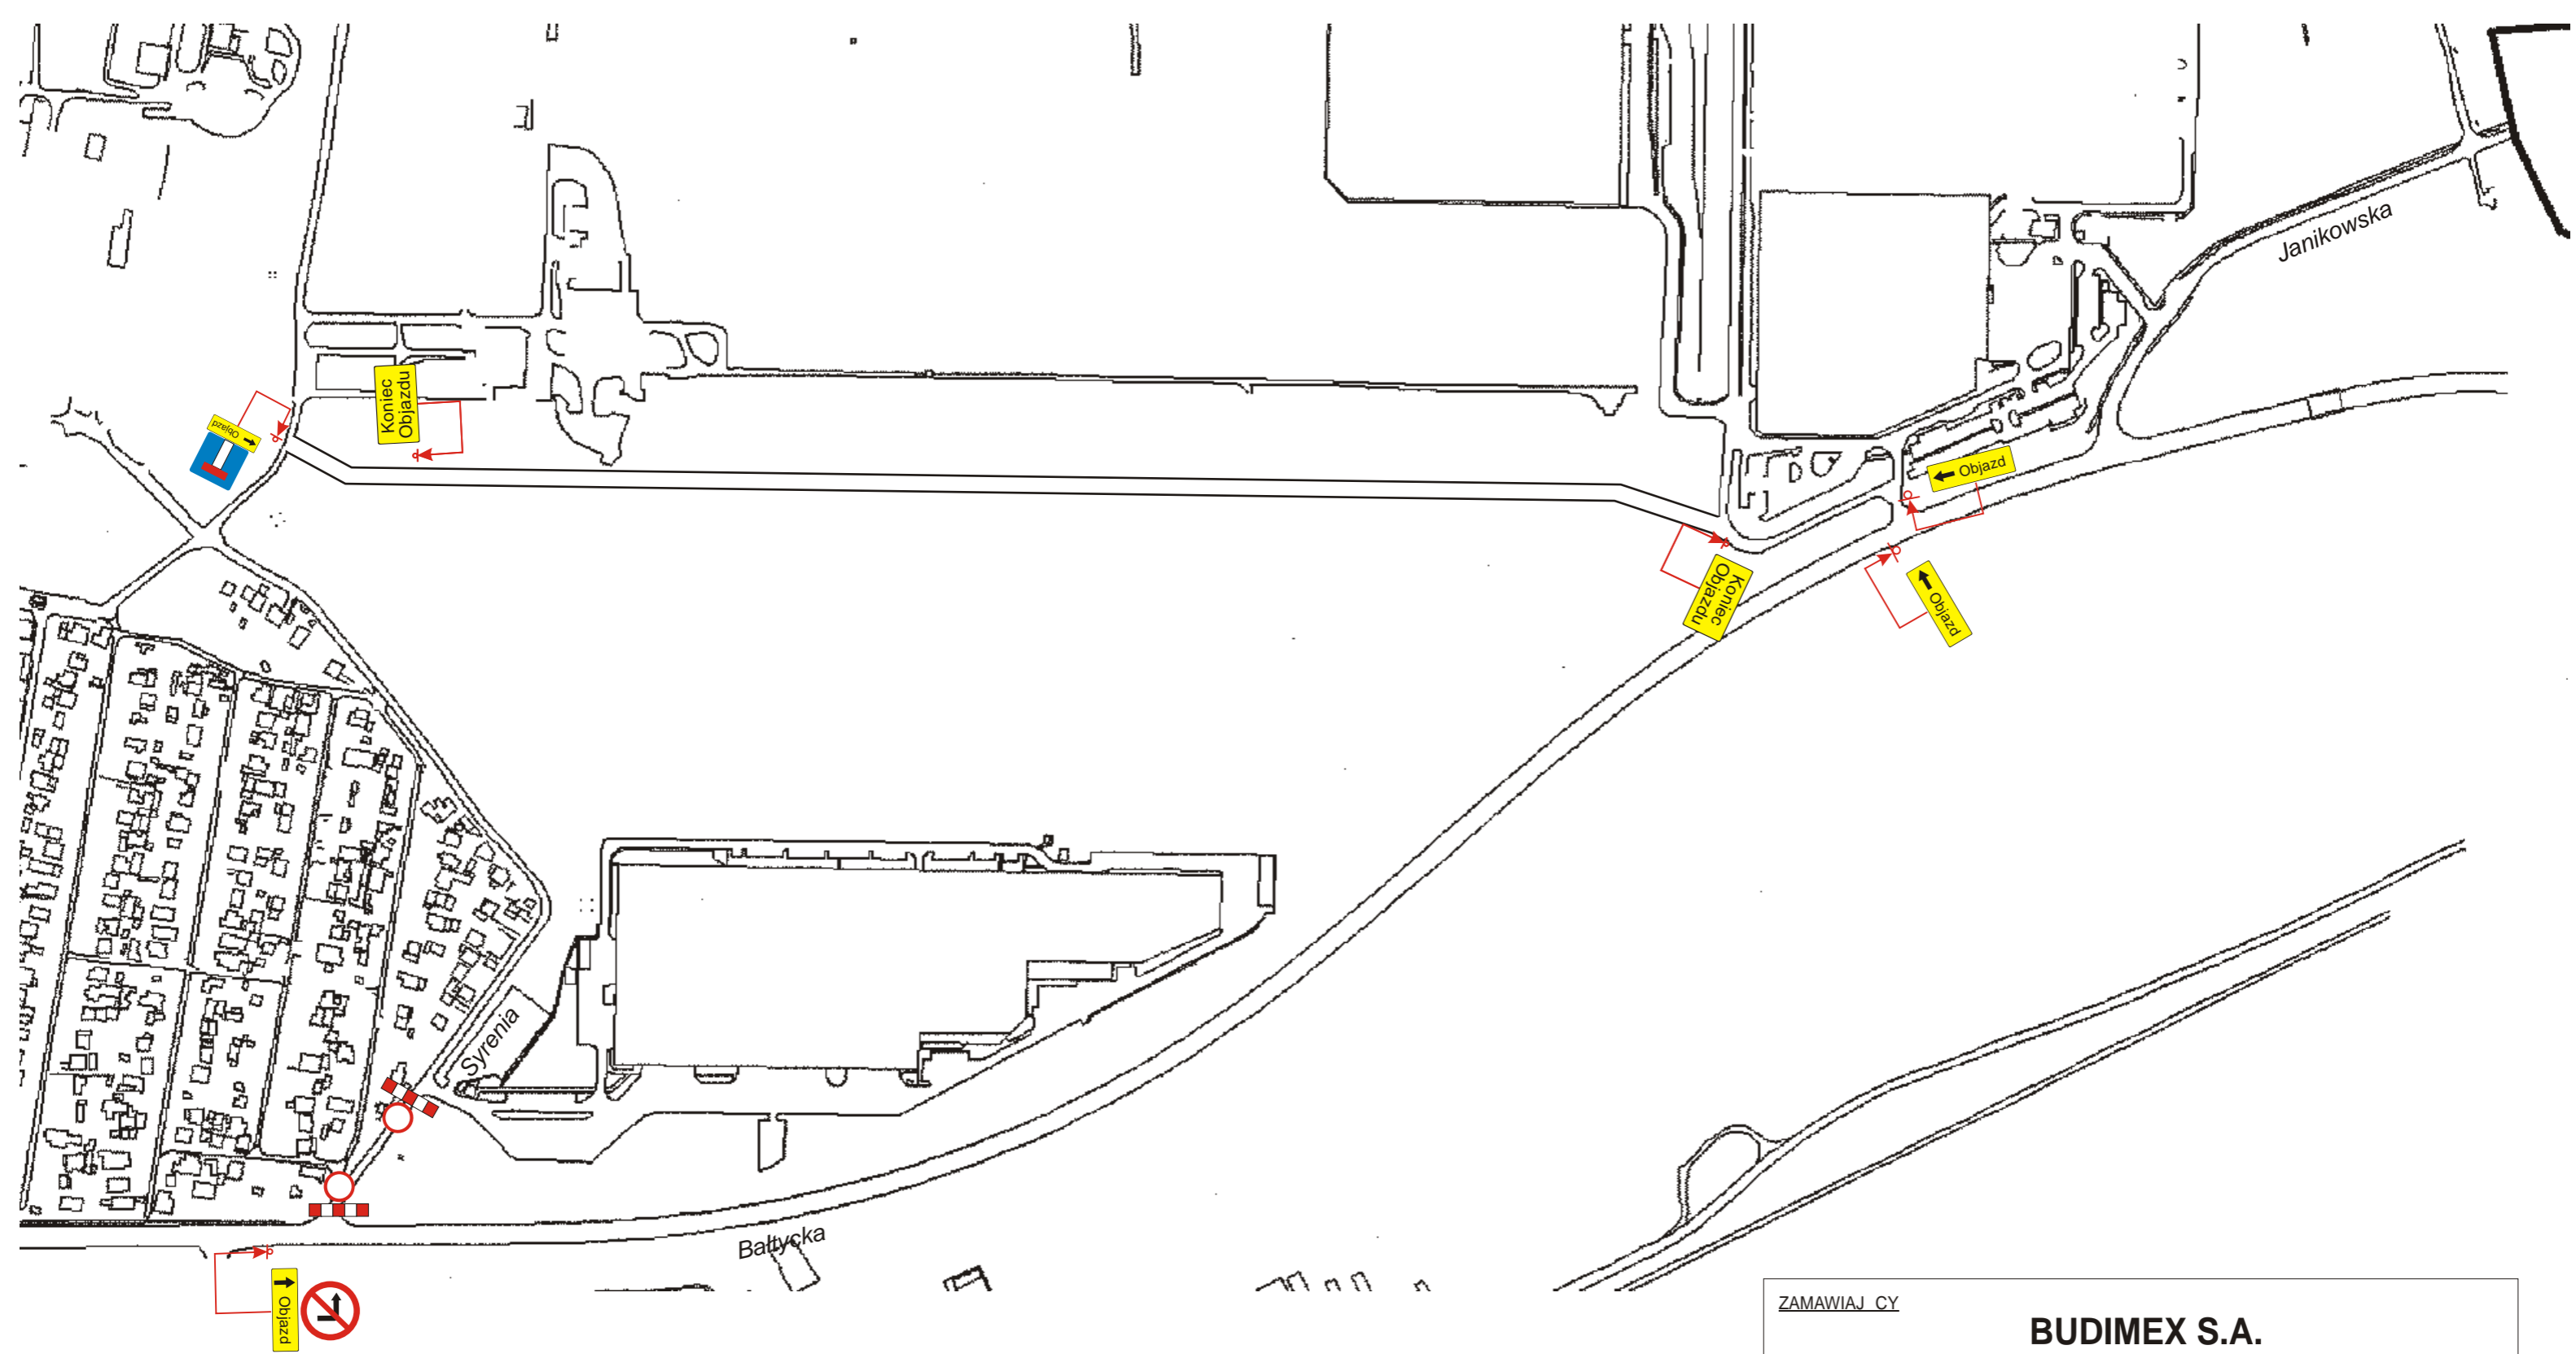 Janikowska
Koniec
Objazdu
Objazd
Objazd
Koniec
Objazdu
Objazd
Syrenia
Bałtycka
Objazd
ZAMAWIAJ CY
BUDIMEX S.A.